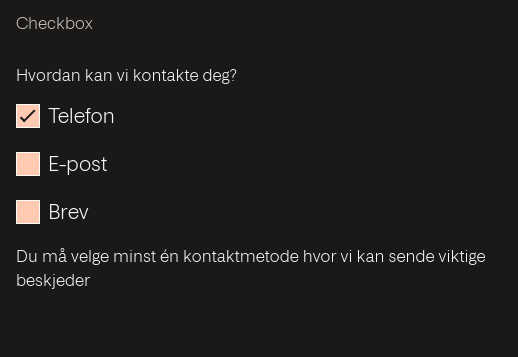 Checkbox
Hvordan kan vi kontakte deg?
Telefon
E-post
Brev
Du må velge minst én kontaktmetode hvor vi kan sende viktige
beskjeder